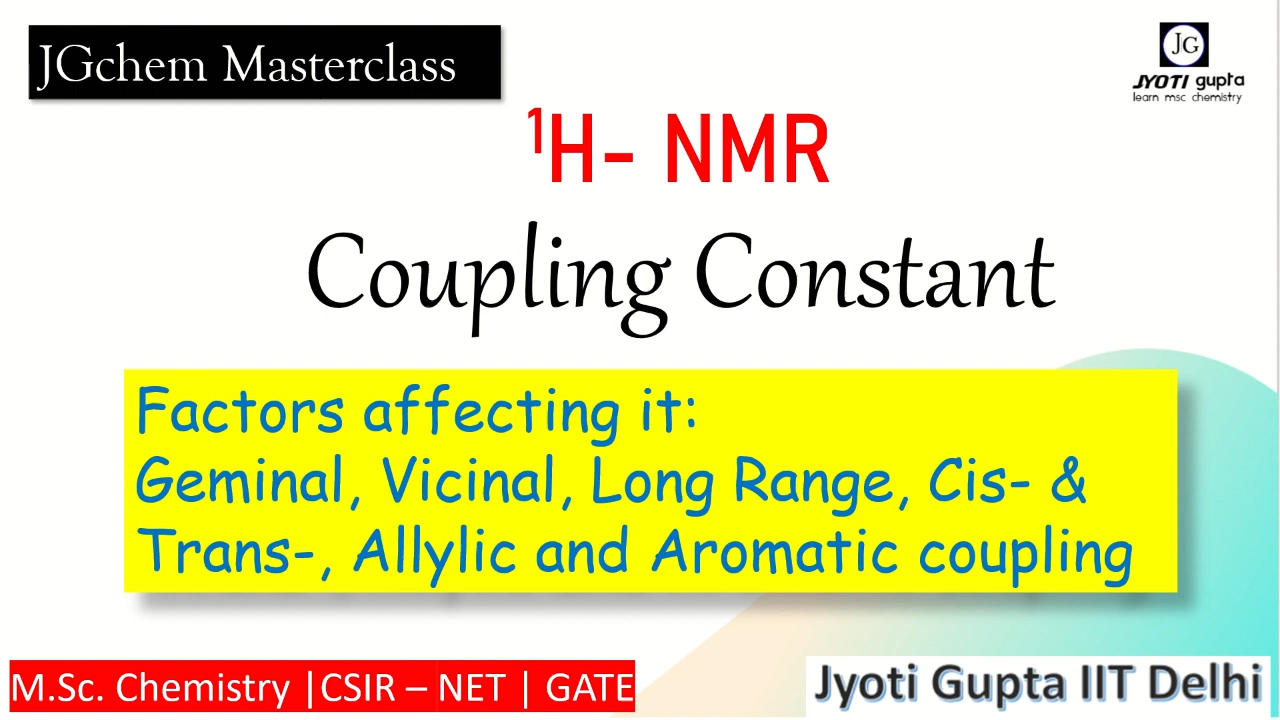 JGchem Masterclass
JG
JYOTI gupta
learn msc chemistry
¹H- NMR
Coupling Constant
Factors affecting it:
Geminal, Vicinal, Long Range, Cis- &
Trans-, Allylic and Aromatic coupling
M.Sc. Chemistry |CSIR – NET | GATE
Jyoti Gupta IIT Delhi